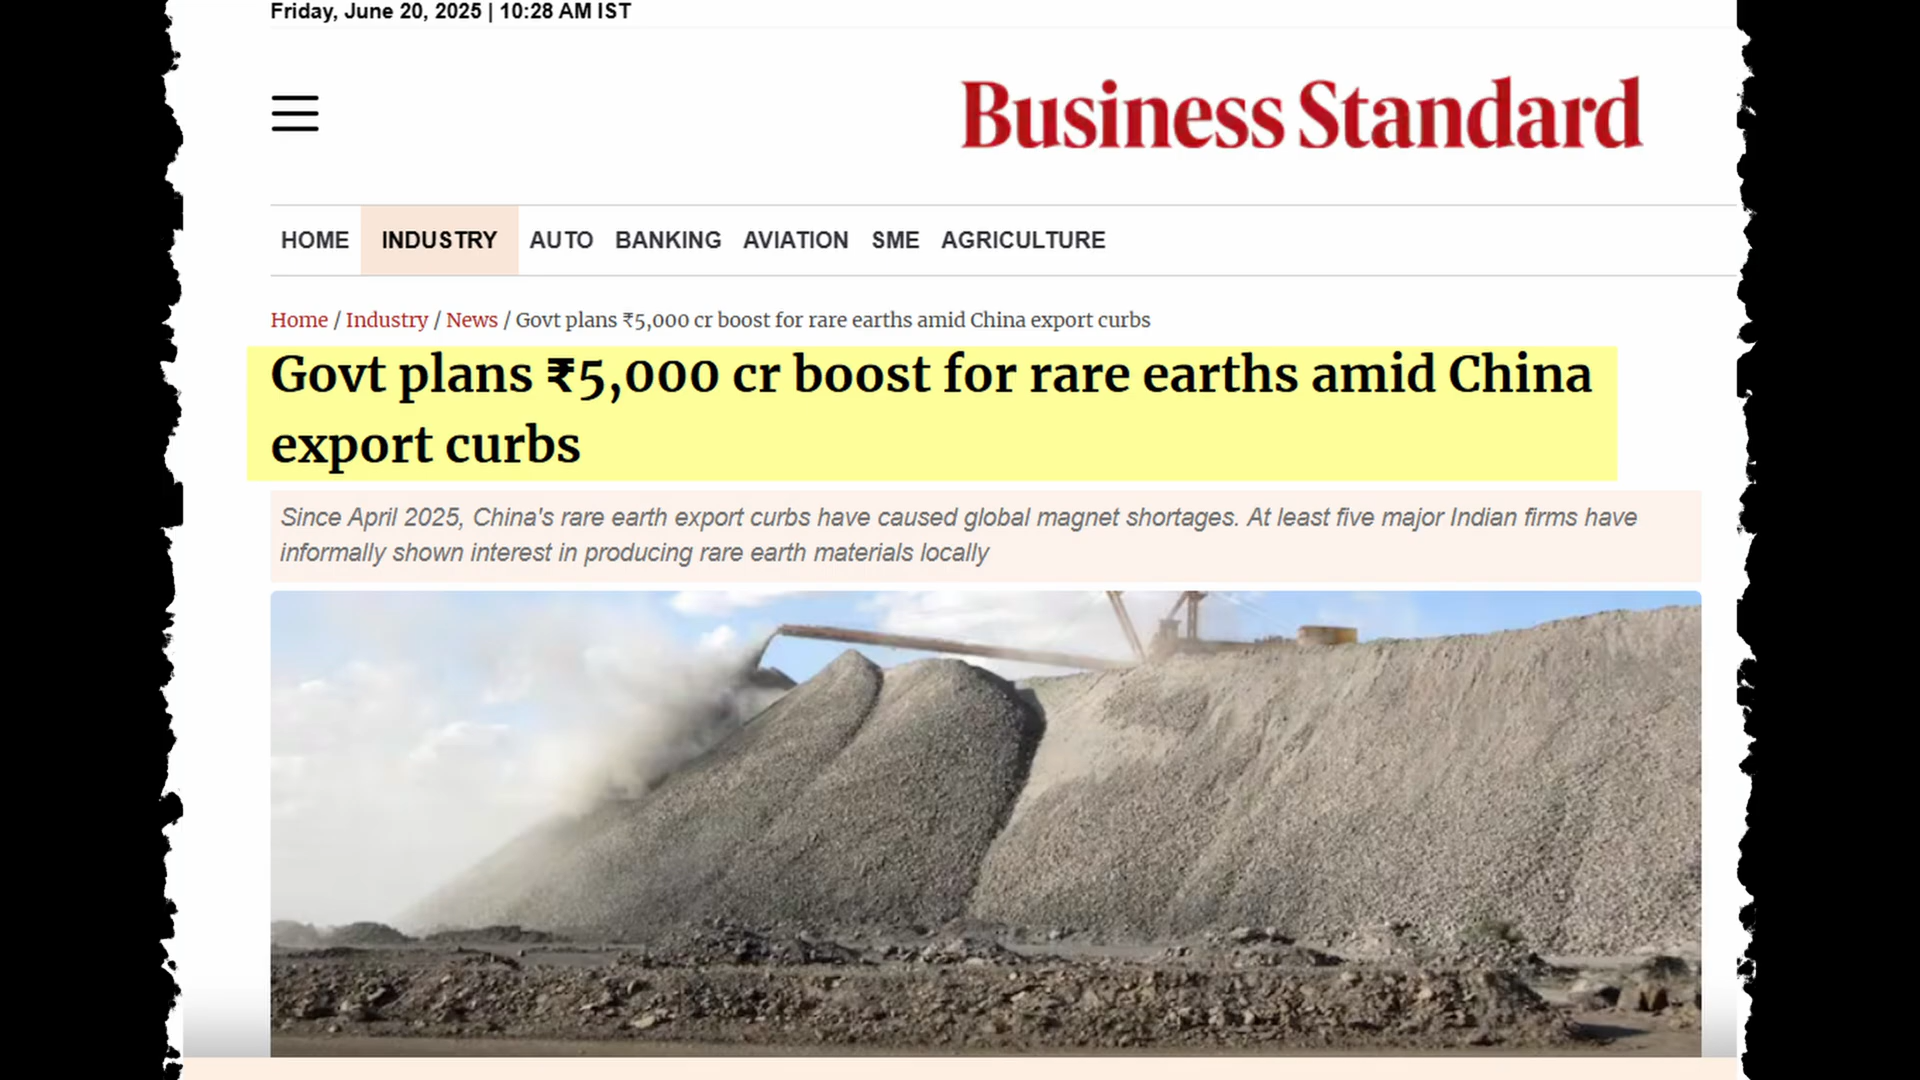 Friday, June 20, 2025 | 10:28 AM IST
Business Standard
HOME INDUSTRY AUTO BANKING AVIATION SME AGRICULTURE
Home / Industry / News / Govt plans ₹5,000 cr boost for rare earths amid China export curbs
Govt plans ₹5,000 cr boost for rare earths amid China
export curbs
Since April 2025, China's rare earth export curbs have caused global magnet shortages. At least five major Indian firms have
informally shown interest in producing rare earth materials locally